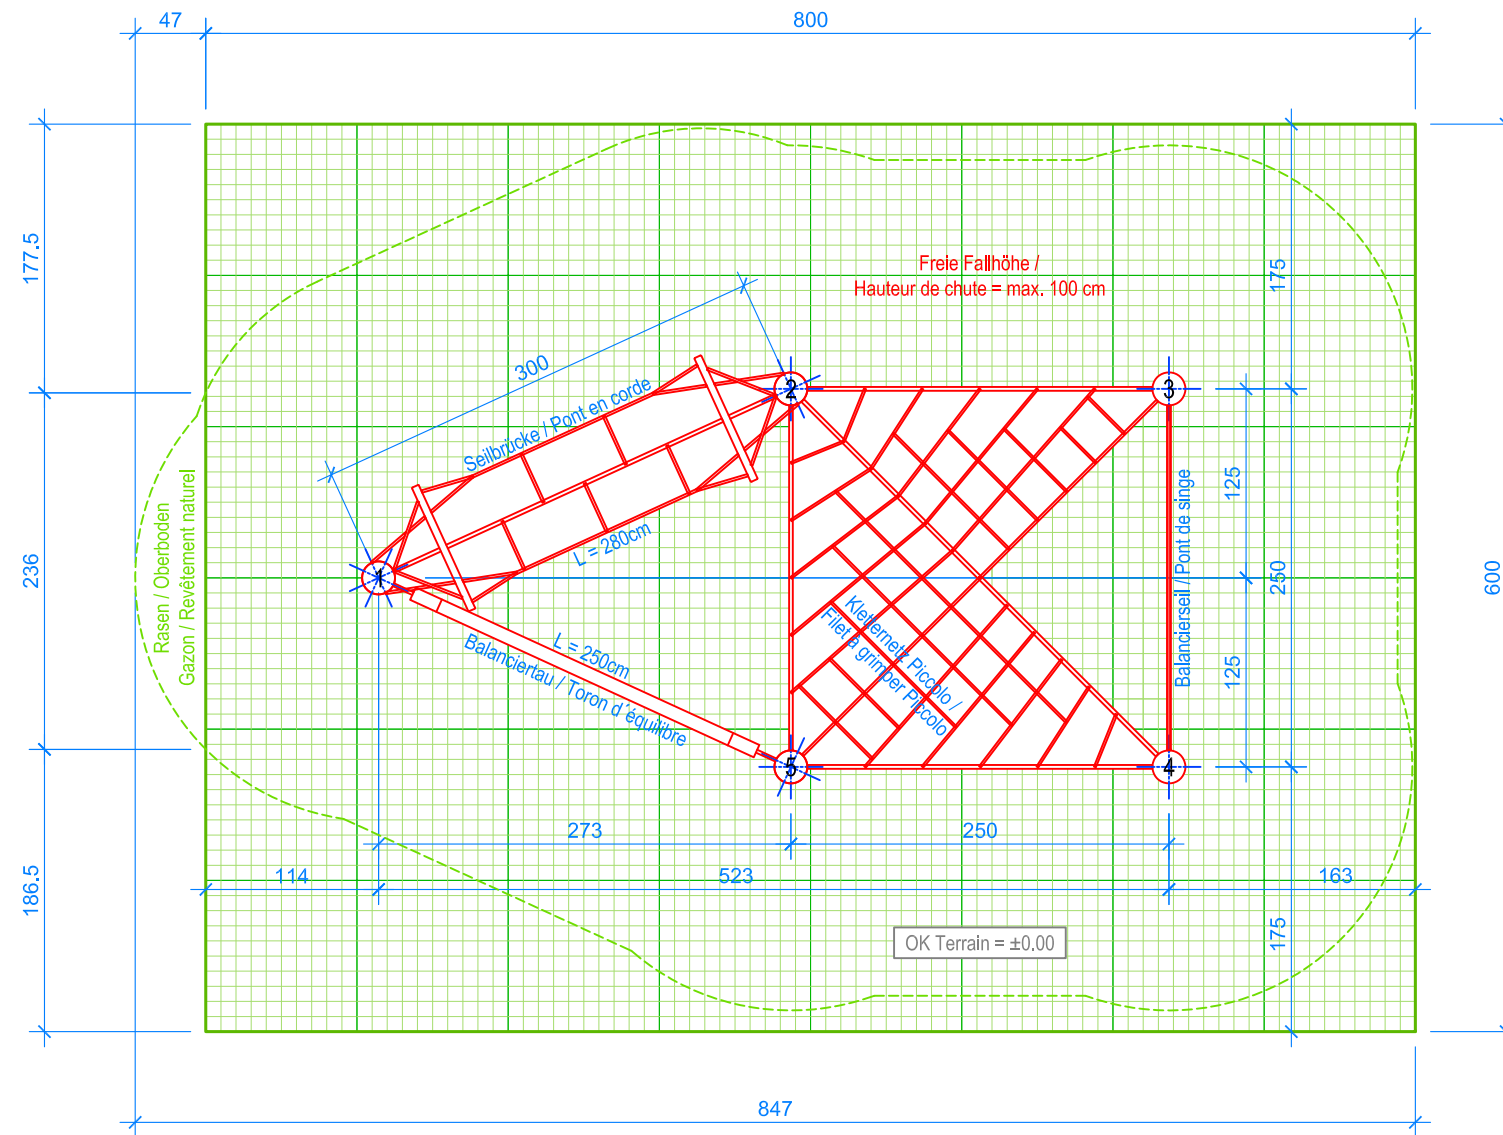 47
800
177.5
236
186.5
600
Freie Fallhöhe /
Hauteur de chute = max. 100 cm
175
300
Seilbrücke / Pont en corde
L = 280cm
2
3
1
5
4
Rasen / Oberboden
Gazon / Revêtement naturel
L = 250cm
Balanciertau / Toron d´équilibre
Kletternetz Piccolo /
Filet à grimper Piccolo
Balancierseil / Pont de singe
125
250
125
273
250
114
523
163
175
OK Terrain = ±0.00
847